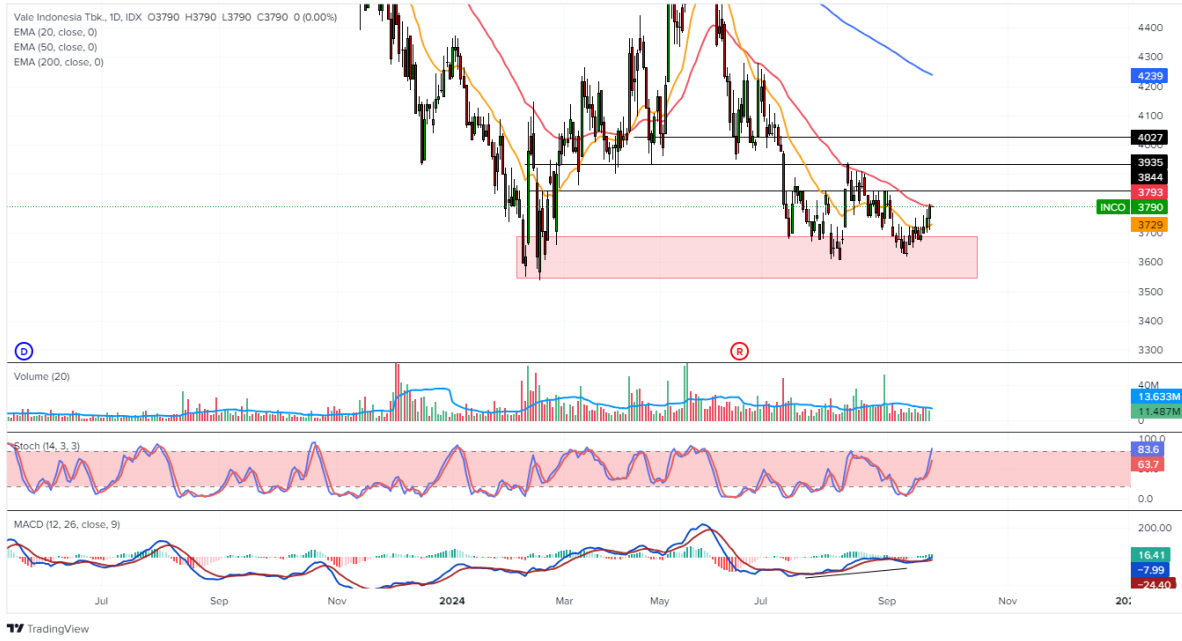 Vale Indonesia Tbk., 1D, IDX O3790 H3790 L3790 C3790 0 (0.00%)
EMA (20, close, 0)
EMA (50, close, 0)
EMA (200, close, 0)
4400
4300
4239
4200
4100
4027
4000
3935
3844
3793
INCO 3790
3729
3700
3600
3500
3400
3300
D
R
Volume (20)
40M
13.633M
11.487M
0
Stoch (14, 3, 3)
100.0
83.6
63.7
0.0
MACD (12, 26, close, 9)
200.00
16.41
-7.99
-24.40
Jul Sep Nov 2024 Mar May Jul Sep Nov
TradingView